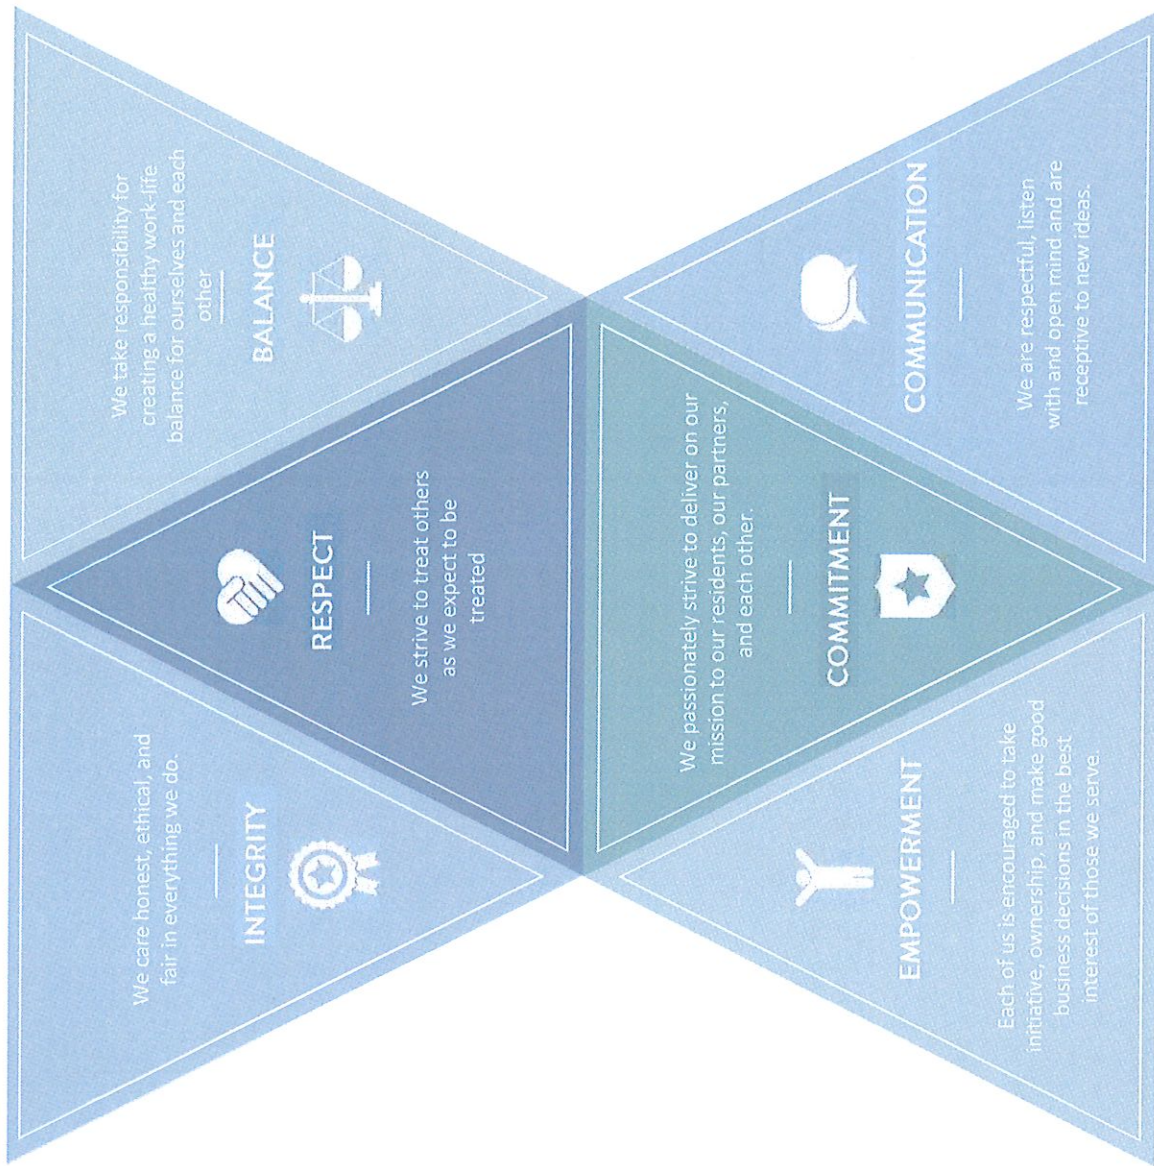 We care honest, ethical, and
fair in everything we do.
INTEGRITY
RESPECT
We strive to treat others
as we expect to be
treated
We take responsibility for
creating a healthy work-life
balance for ourselves and each
other
BALANCE
EMPOWERMENT
Each of us is encouraged to take
initiative, ownership, and make good
business decisions in the best
interest of those we serve.
We passionately strive to deliver on our
mission to our residents, our partners,
and each other.
COMMITMENT
COMMUNICATION
We are respectful, listen
with and open mind and are
receptive to new ideas.